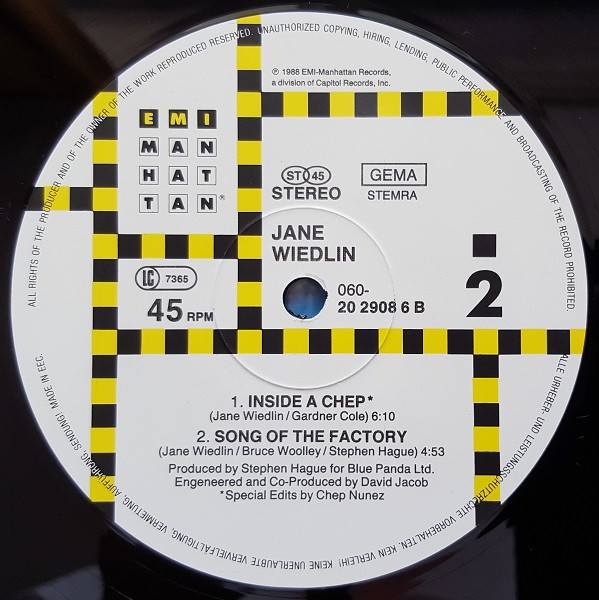 ALL RIGHTS OF THE PRODUCER AND OF THE OWNER OF THE WORK REPRODUCED RESERVED. UNAUTHORIZED COPYING, HIRING, LENDING, PUBLIC PERFORMANCE AND BROADCASTING OF THE RECORD PROHIBITED.
℗ 1988 EMI-Manhattan Records,
a division of Capitol Records, Inc.
EMI
MAN
HAT
TAN®
ST 45
STEREO
GEMA
STEMRA
JANE
WIEDLIN
LC 7365
45 RPM
060-
20 2908 6 B
2
1. INSIDE A CHEP*
(Jane Wiedlin / Gardner Cole) 6:10
2. SONG OF THE FACTORY
(Jane Wiedlin / Bruce Woolley / Stephen Hague) 4:53
Produced by Stephen Hague for Blue Panda Ltd.
Engeneered and Co-Produced by David Jacob
*Special Edits by Chep Nunez
ALLE URHEBER- UND LEISTUNGSSCHUTZRECHTE VORBEHALTEN. KEIN VERLEIH! KEINE UNERLAUBTE VERVIELFÄLTIGUNG, VERMIETUNG, AUFFÜHRUNG, SENDUNG! MADE IN EEC.